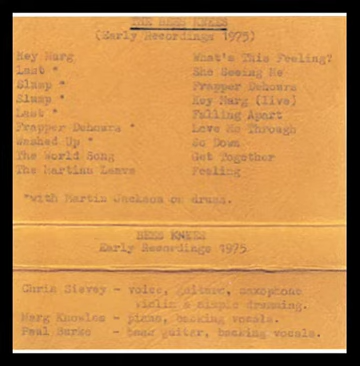 THE BEES KNEES
(Early Recordings 1975)
Hey Marg What's This Feeling?
Last " She Seeing Me
Slump " Frapper Dehours
Slump " Hey Marg (live)
Last " Falling Apart
Frapper Dehours " Love Me Through
Washed Up " So Down
The World Song Get Together
The Martian Leave Feeling
"with Martin Jackson on drums.
BEES KNEES
Early Recordings 1975
Chris Sievey - voice, guitars, saxophone
violin & simple drumming.
Marg Knowles - piano, backing vocals.
Paul Burke - bass guitar, backing vocals.